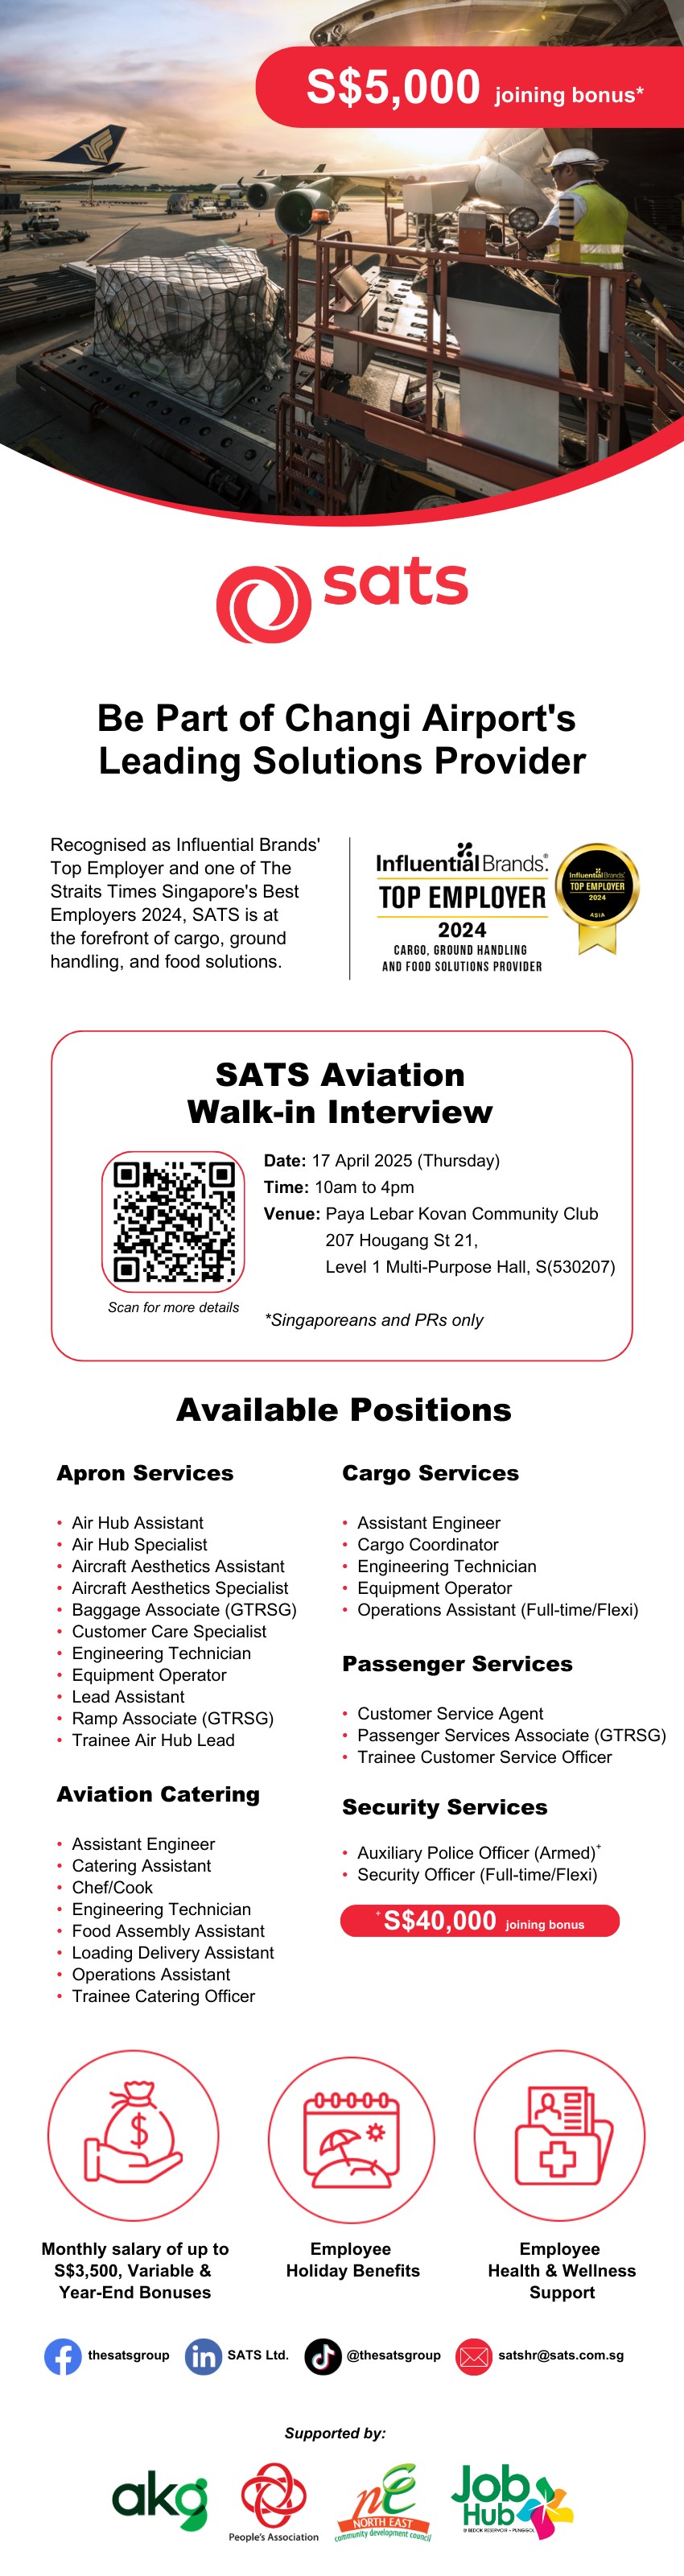 S$5,000 joining bonus*
sats
Be Part of Changi Airport's
Leading Solutions Provider
Recognised as Influential Brands'
Top Employer and one of The
Straits Times Singapore's Best
Employers 2024, SATS is at
the forefront of cargo, ground
handling, and food solutions.
Influential Brands.
TOP EMPLOYER
2024
CARGO, GROUND HANDLING
AND FOOD SOLUTIONS PROVIDER
Influential Brands
TOP EMPLOYER
2024
ASIA
SATS Aviation
Walk-in Interview
Scan for more details
Date: 17 April 2025 (Thursday)
Time: 10am to 4pm
Venue: Paya Lebar Kovan Community Club
207 Hougang St 21,
Level 1 Multi-Purpose Hall, S(530207)
*Singaporeans and PRs only
Available Positions
Apron Services
• Air Hub Assistant
• Air Hub Specialist
• Aircraft Aesthetics Assistant
• Aircraft Aesthetics Specialist
• Baggage Associate (GTRSG)
• Customer Care Specialist
• Engineering Technician
• Equipment Operator
• Lead Assistant
• Ramp Associate (GTRSG)
• Trainee Air Hub Lead
Aviation Catering
• Assistant Engineer
• Catering Assistant
• Chef/Cook
• Engineering Technician
• Food Assembly Assistant
• Loading Delivery Assistant
• Operations Assistant
• Trainee Catering Officer
Cargo Services
• Assistant Engineer
• Cargo Coordinator
• Engineering Technician
• Equipment Operator
• Operations Assistant (Full-time/Flexi)
Passenger Services
• Customer Service Agent
• Passenger Services Associate (GTRSG)
• Trainee Customer Service Officer
Security Services
• Auxiliary Police Officer (Armed)+
• Security Officer (Full-time/Flexi)
+S$40,000 joining bonus
Monthly salary of up to
S$3,500, Variable &
Year-End Bonuses
Employee
Holiday Benefits
Employee
Health & Wellness
Support
thesatsgroup
SATS Ltd.
@thesatsgroup
satshr@sats.com.sg
Supported by:
akg
People's Association
nE
NORTH EAST
community development council
Job
Hub
@ BEDOK RESERVOIR - PUNGGOL